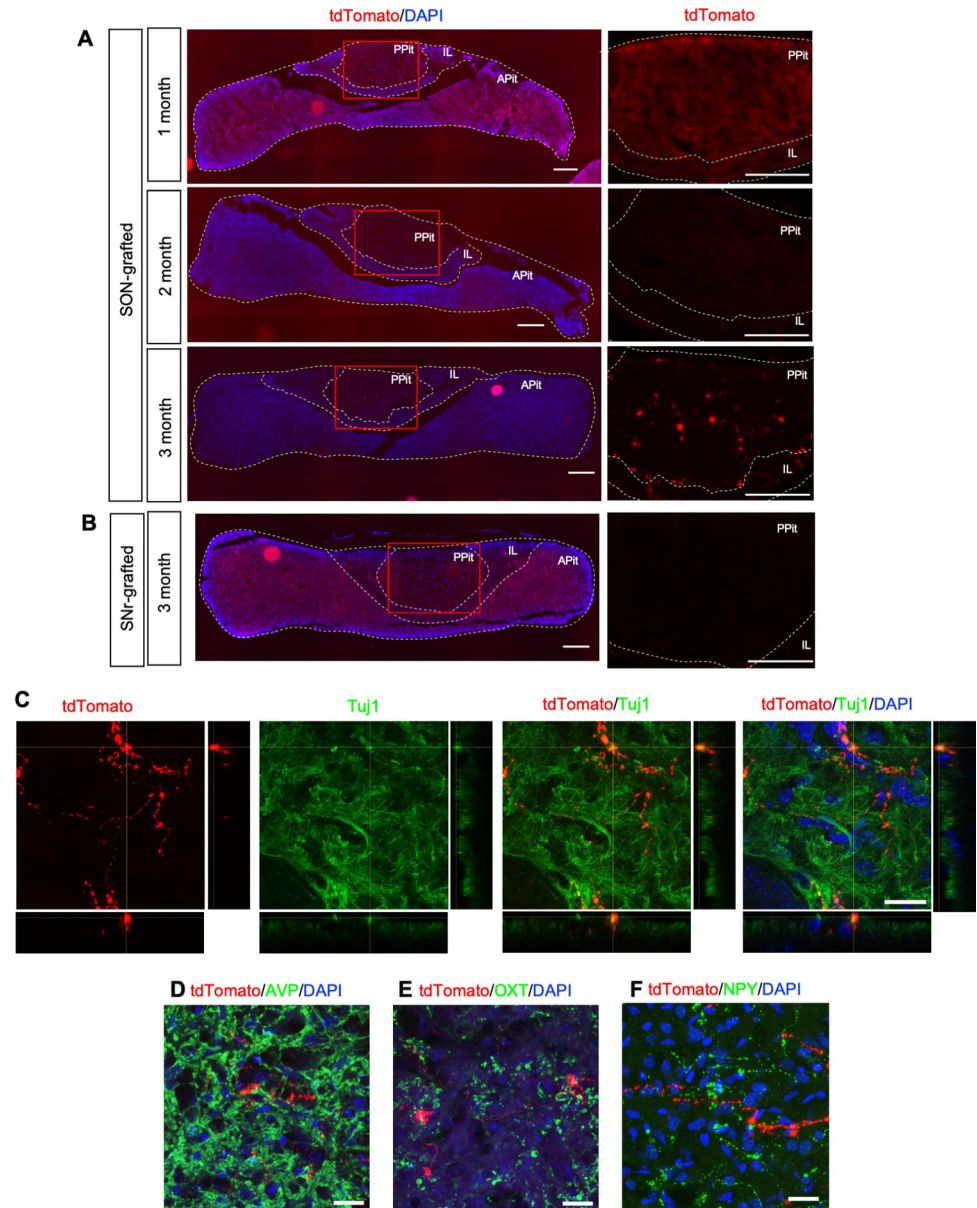 tdTomato/DAPI
tdTomato
A
SON-grafted
1 month
PPit
IL
APit
PPit
IL
2 month
PPit
IL
APit
PPit
IL
3 month
PPit
IL
APit
PPit
IL
B
SNr-grafted
3 month
PPit
IL
APit
PPit
IL
C
tdTomato
Tuj1
tdTomato/Tuj1
tdTomato/Tuj1/DAPI
D tdTomato/AVP/DAPI
E tdTomato/OXT/DAPI
F tdTomato/NPY/DAPI